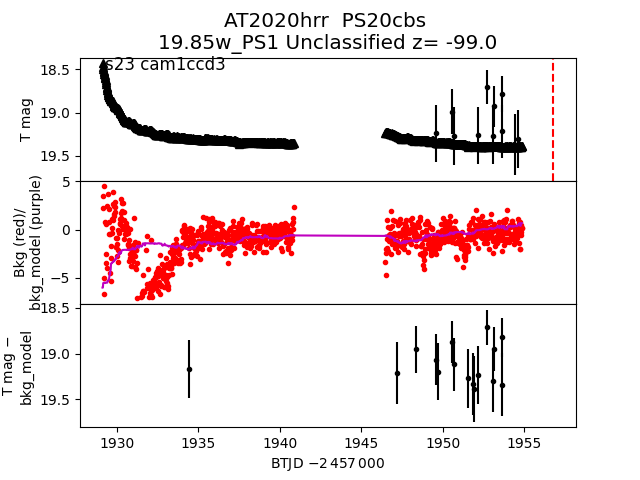 AT2020hrr  PS20cbs
19.85w_PS1 Unclassified z= -99.0
s23 cam1ccd3
18.5
19.0
19.5
T mag
5
0
−5
Bkg (red)/
bkg_model (purple)
18.5
19.0
19.5
T mag −
bkg_model
1930 1935 1940 1945 1950 1955
BTJD −2 457 000